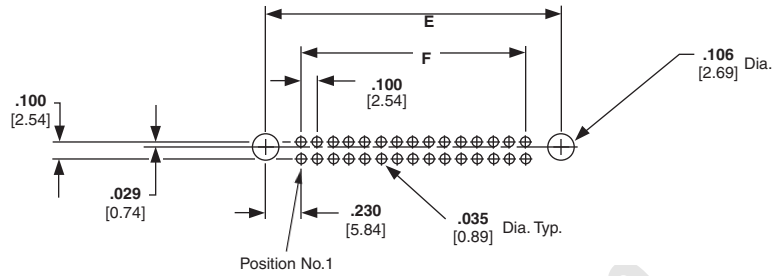 E
F
.106
[2.69] Dia.
.100
[2.54]
.100
[2.54]
.029
[0.74]
.230
[5.84]
.035
[0.89] Dia. Typ.
Position No.1